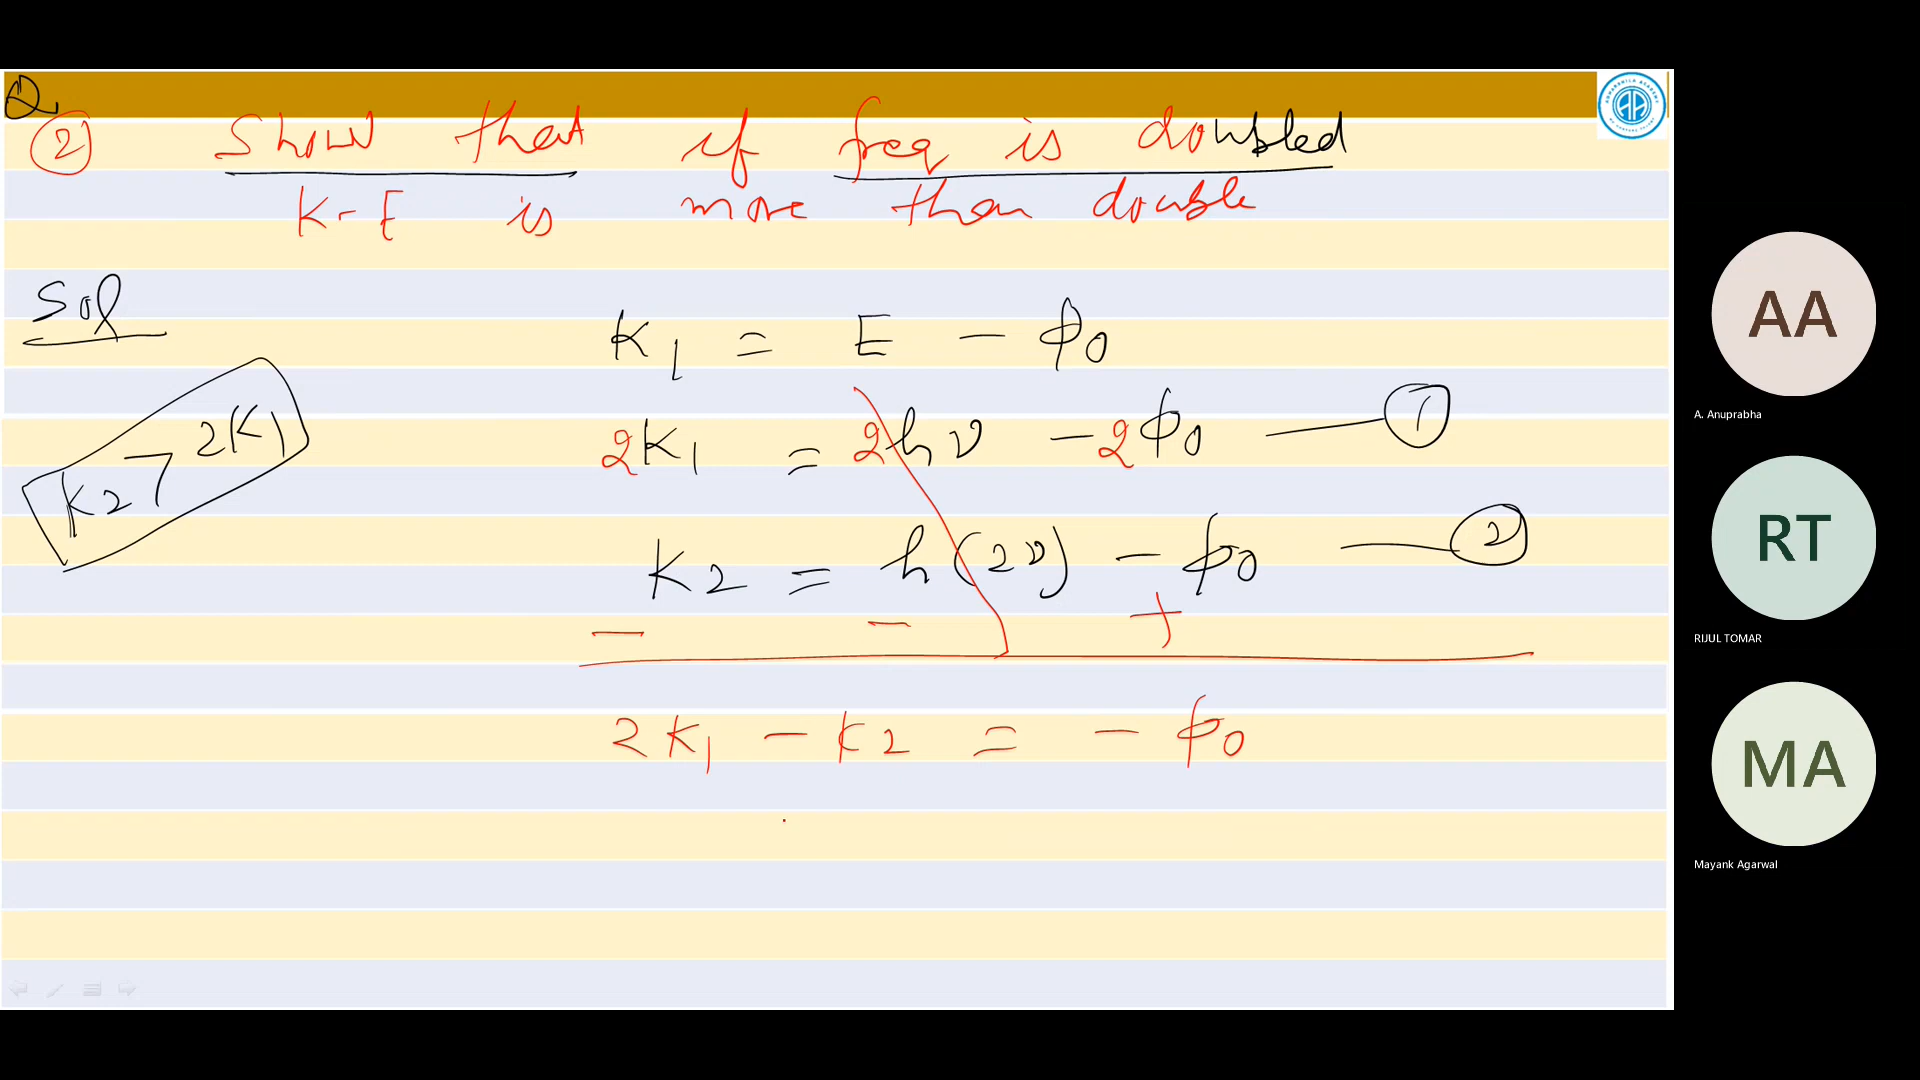 Q
② Show that if freq is doubled
K-E is more than double
Sol
K₁ = E - ϕ₀
2K₁ = 2hν - 2ϕ₀ — ①
K₂ = h(2ν) - ϕ₀ — ②
- - +
2K₁ - K₂ = - ϕ₀
K₂ > 2K₁
AA
A. Anuprabha
RT
RIJUL TOMAR
MA
Mayank Agarwal